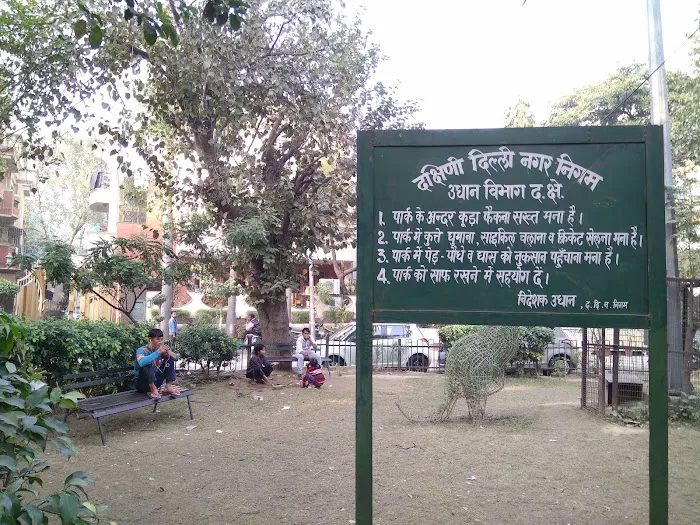 दक्षिणी दिल्ली नगर निगम
उधान विभाग द.क्षे.
1. पार्क के अन्दर कूड़ा फेंकना सख्त मना है।
2. पार्क में कुत्ते घुमाना, साइकिल चलाना व क्रिकेट खेलना मना है।
3. पार्क में पेड़-पौधे व घास को नुकसान पहुँचाना मना है।
4. पार्क को साफ रखने में सहयोग दें।
निदेशक उधान, द. दि. न. निगम